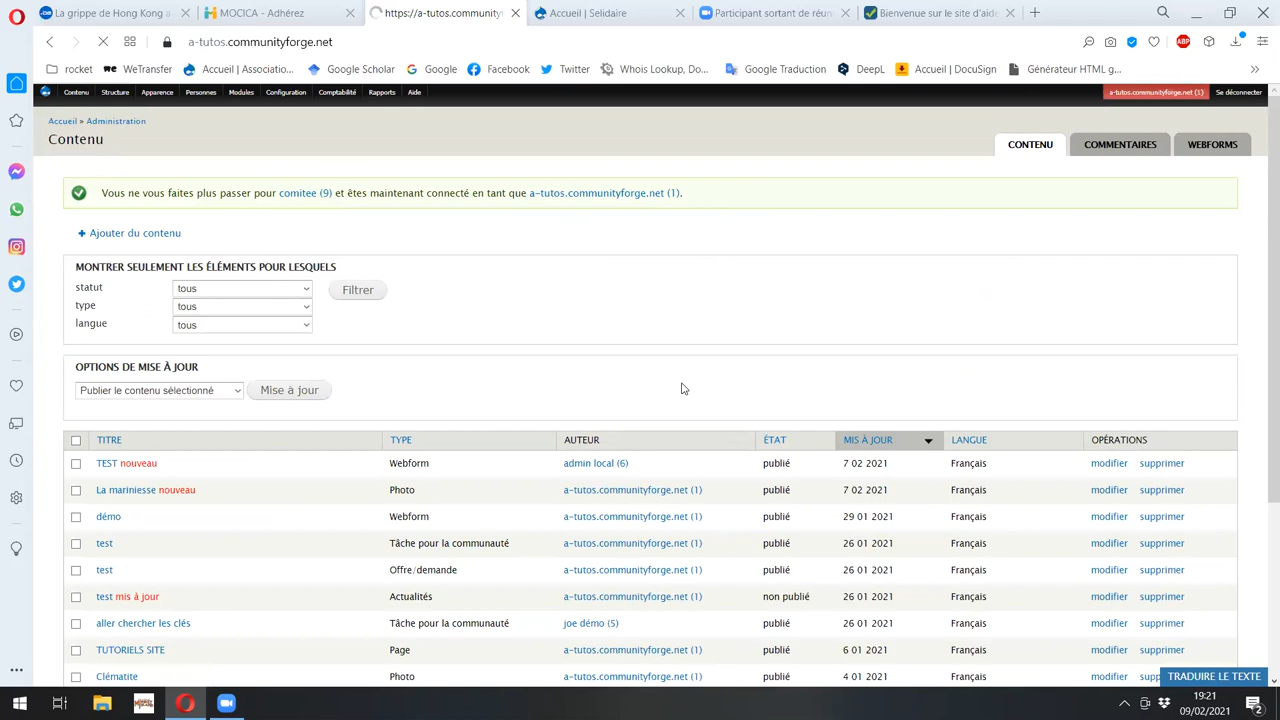 La grippe de Hong Kong a
MOCICA - Adhérez
https://a-tutos.community
Accueil | Selidaire
Participant sortant de réun
Bienvenue sur le site d'aide
a-tutos.communityforge.net
ABP
rocket
WeTransfer
Accueil | Associatio...
Google Scholar
Google
Facebook
Twitter
Whois Lookup, Do...
Google Traduction
DeepL
Accueil | DocuSign
Générateur HTML g...
Contenu
Structure
Apparence
Personnes
Modules
Configuration
Comptabilité
Rapports
Aide
a-tutos.communityforge.net (1)
Se déconnecter
Accueil » Administration
Contenu
CONTENU
COMMENTAIRES
WEBFORMS
Vous ne vous faites plus passer pour comitee (9) et êtes maintenant connecté en tant que a-tutos.communityforge.net (1).
Ajouter du contenu
MONTRER SEULEMENT LES ÉLÉMENTS POUR LESQUELS
statut tous
Filtrer
type tous
langue tous
OPTIONS DE MISE À JOUR
Publier le contenu sélectionné
Mise à jour
TITRE TYPE AUTEUR ÉTAT MIS À JOUR LANGUE OPÉRATIONS
TEST nouveau Webform admin local (6) publié 7 02 2021 Français modifier supprimer
La mariniesse nouveau Photo a-tutos.communityforge.net (1) publié 7 02 2021 Français modifier supprimer
démo Webform a-tutos.communityforge.net (1) publié 29 01 2021 Français modifier supprimer
test Tâche pour la communauté a-tutos.communityforge.net (1) publié 26 01 2021 Français modifier supprimer
test Offre/demande a-tutos.communityforge.net (1) publié 26 01 2021 Français modifier supprimer
test mis à jour Actualités a-tutos.communityforge.net (1) non publié 26 01 2021 Français modifier supprimer
aller chercher les clés Tâche pour la communauté joe démo (5) publié 26 01 2021 Français modifier supprimer
TUTORIELS SITE Page a-tutos.communityforge.net (1) publié 6 01 2021 Français modifier supprimer
Clématite Photo a-tutos.communityforge.net (1) publié 4 01 2021 Français modifier supprimer
TRADUIRE LE TEXTE
19:21
09/02/2021
2